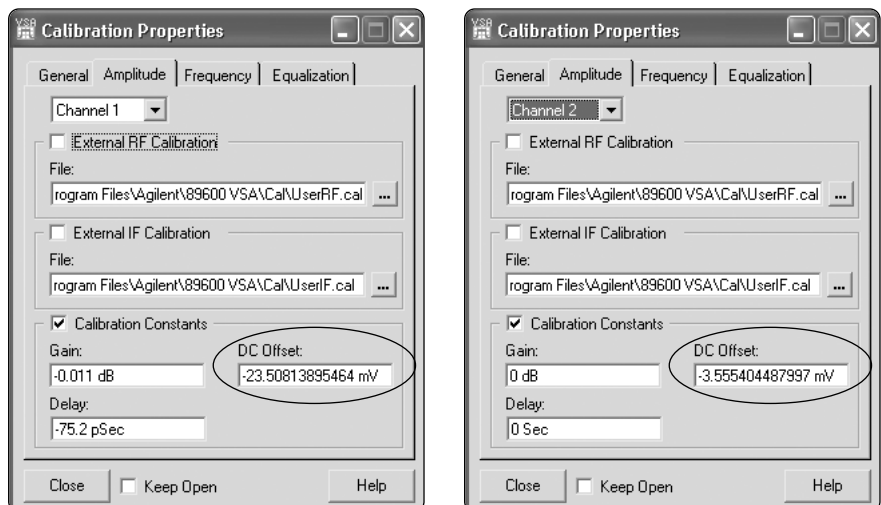 VSA Calibration Properties
General Amplitude Frequency Equalization
Channel 1
External RF Calibration
File:
rogram Files\Agilent\89600 VSA\Cal\UserRF.cal ...
External IF Calibration
File:
rogram Files\Agilent\89600 VSA\Cal\UserIF.cal ...
Calibration Constants
Gain: DC Offset:
-0.011 dB -23.50813895464 mV
Delay:
-75.2 pSec
Close Keep Open Help
VSA Calibration Properties
General Amplitude Frequency Equalization
Channel 2
External RF Calibration
File:
rogram Files\Agilent\89600 VSA\Cal\UserRF.cal ...
External IF Calibration
File:
rogram Files\Agilent\89600 VSA\Cal\UserIF.cal ...
Calibration Constants
Gain: DC Offset:
0 dB -3.555404487997 mV
Delay:
0 Sec
Close Keep Open Help